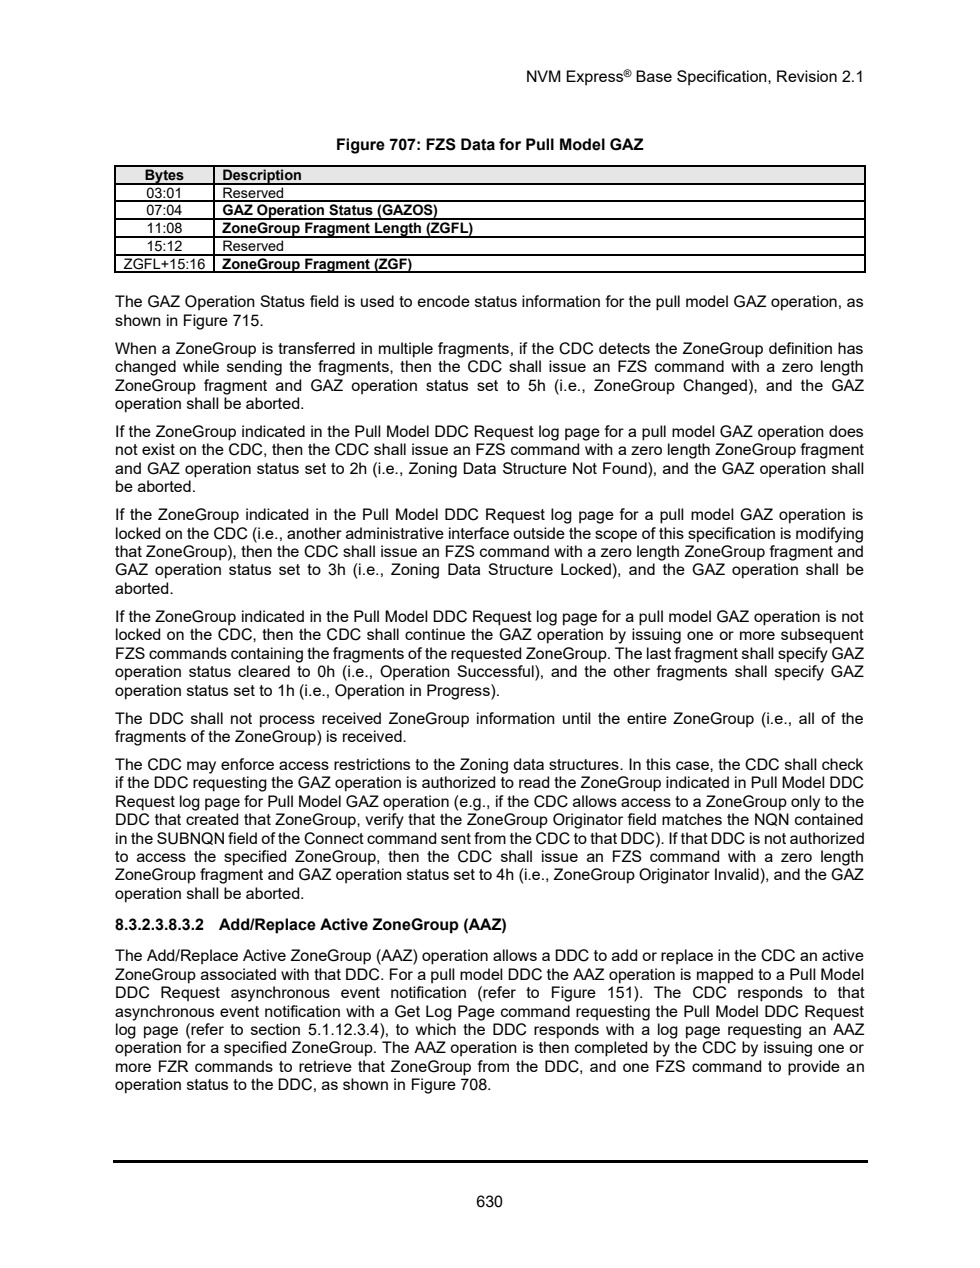 NVM Express® Base Specification, Revision 2.1
Figure 707: FZS Data for Pull Model GAZ
Bytes Description
03:01 Reserved
07:04 GAZ Operation Status (GAZOS)
11:08 ZoneGroup Fragment Length (ZGFL)
15:12 Reserved
ZGFL+15:16 ZoneGroup Fragment (ZGF)
The GAZ Operation Status field is used to encode status information for the pull model GAZ operation, as
shown in Figure 715.
When a ZoneGroup is transferred in multiple fragments, if the CDC detects the ZoneGroup definition has
changed while sending the fragments, then the CDC shall issue an FZS command with a zero length
ZoneGroup fragment and GAZ operation status set to 5h (i.e., ZoneGroup Changed), and the GAZ
operation shall be aborted.
If the ZoneGroup indicated in the Pull Model DDC Request log page for a pull model GAZ operation does
not exist on the CDC, then the CDC shall issue an FZS command with a zero length ZoneGroup fragment
and GAZ operation status set to 2h (i.e., Zoning Data Structure Not Found), and the GAZ operation shall
be aborted.
If the ZoneGroup indicated in the Pull Model DDC Request log page for a pull model GAZ operation is
locked on the CDC (i.e., another administrative interface outside the scope of this specification is modifying
that ZoneGroup), then the CDC shall issue an FZS command with a zero length ZoneGroup fragment and
GAZ operation status set to 3h (i.e., Zoning Data Structure Locked), and the GAZ operation shall be
aborted.
If the ZoneGroup indicated in the Pull Model DDC Request log page for a pull model GAZ operation is not
locked on the CDC, then the CDC shall continue the GAZ operation by issuing one or more subsequent
FZS commands containing the fragments of the requested ZoneGroup. The last fragment shall specify GAZ
operation status cleared to 0h (i.e., Operation Successful), and the other fragments shall specify GAZ
operation status set to 1h (i.e., Operation in Progress).
The DDC shall not process received ZoneGroup information until the entire ZoneGroup (i.e., all of the
fragments of the ZoneGroup) is received.
The CDC may enforce access restrictions to the Zoning data structures. In this case, the CDC shall check
if the DDC requesting the GAZ operation is authorized to read the ZoneGroup indicated in Pull Model DDC
Request log page for Pull Model GAZ operation (e.g., if the CDC allows access to a ZoneGroup only to the
DDC that created that ZoneGroup, verify that the ZoneGroup Originator field matches the NQN contained
in the SUBNQN field of the Connect command sent from the CDC to that DDC). If that DDC is not authorized
to access the specified ZoneGroup, then the CDC shall issue an FZS command with a zero length
ZoneGroup fragment and GAZ operation status set to 4h (i.e., ZoneGroup Originator Invalid), and the GAZ
operation shall be aborted.
8.3.2.3.8.3.2 Add/Replace Active ZoneGroup (AAZ)
The Add/Replace Active ZoneGroup (AAZ) operation allows a DDC to add or replace in the CDC an active
ZoneGroup associated with that DDC. For a pull model DDC the AAZ operation is mapped to a Pull Model
DDC Request asynchronous event notification (refer to Figure 151). The CDC responds to that
asynchronous event notification with a Get Log Page command requesting the Pull Model DDC Request
log page (refer to section 5.1.12.3.4), to which the DDC responds with a log page requesting an AAZ
operation for a specified ZoneGroup. The AAZ operation is then completed by the CDC by issuing one or
more FZR commands to retrieve that ZoneGroup from the DDC, and one FZS command to provide an
operation status to the DDC, as shown in Figure 708.
630